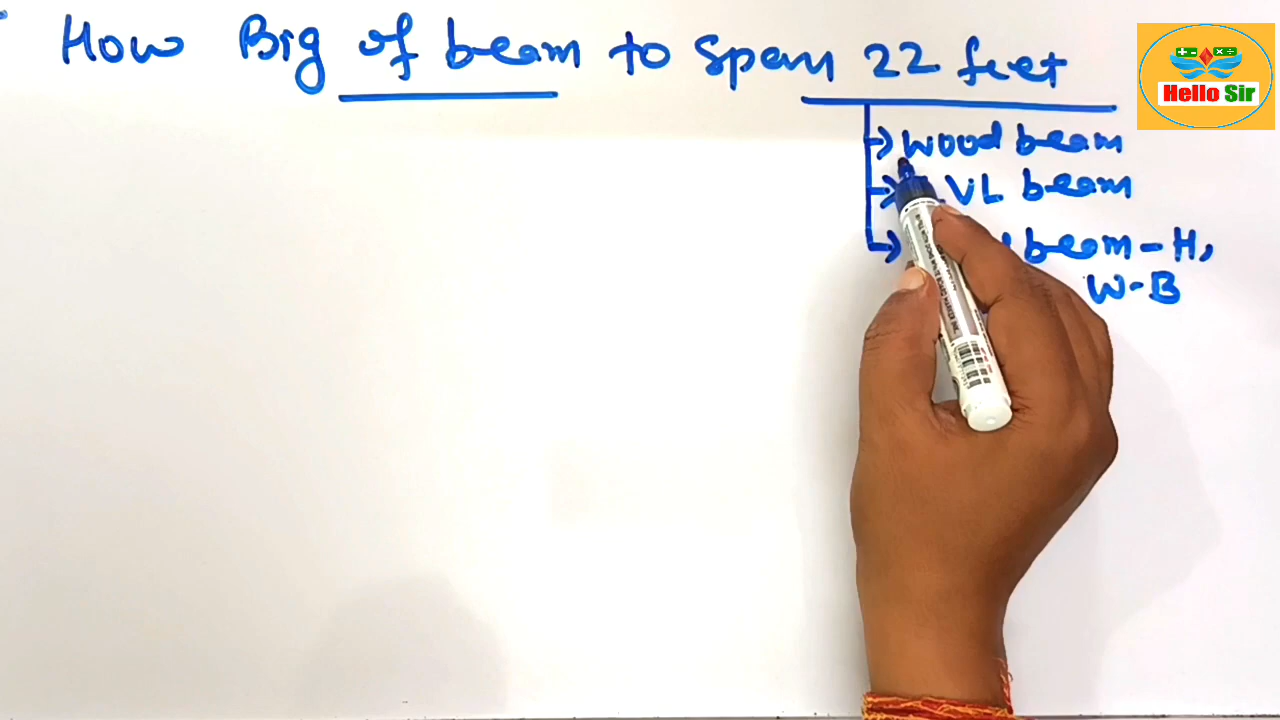 How Big of beam to span 22 feet
Hello Sir
wood beam
VL beam
beam - H,
W-B